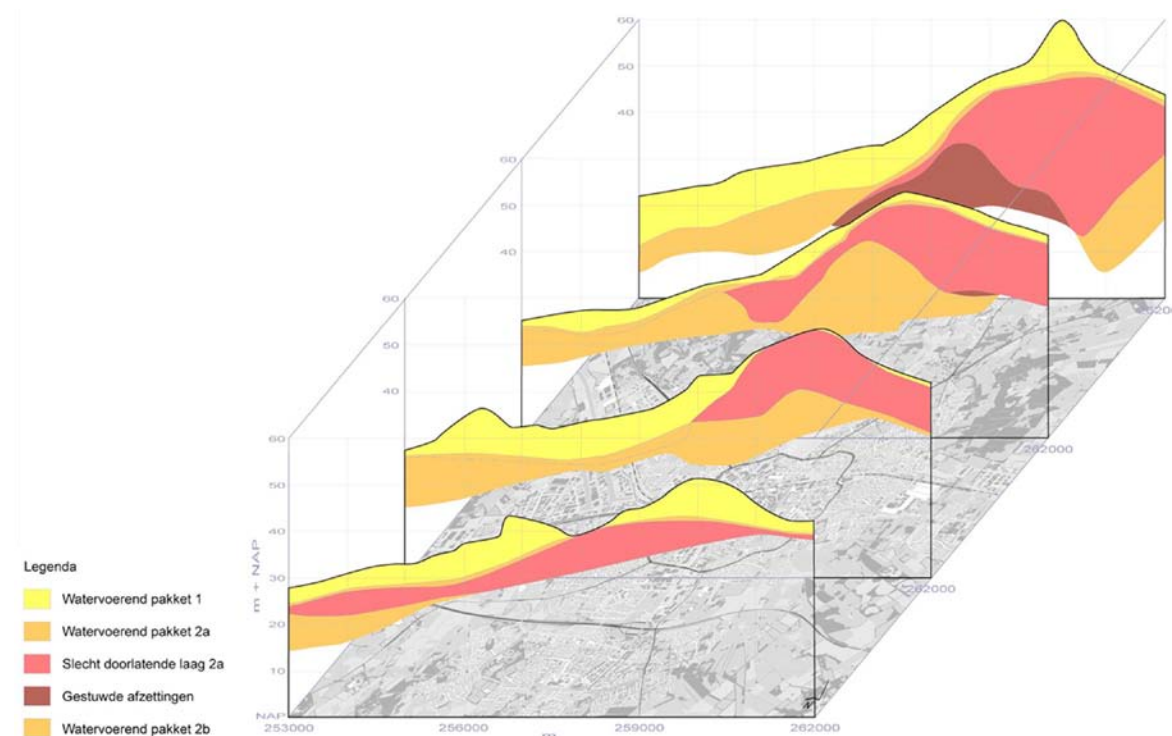 60
50
40
60
50
40
60
50
40
60
50
40
30
20
10
NAP
m + NAP
253000
256000
259000
262000
m
262000
262000
Legenda
Watervoerend pakket 1
Watervoerend pakket 2a
Slecht doorlatende laag 2a
Gestuwde afzettingen
Watervoerend pakket 2b